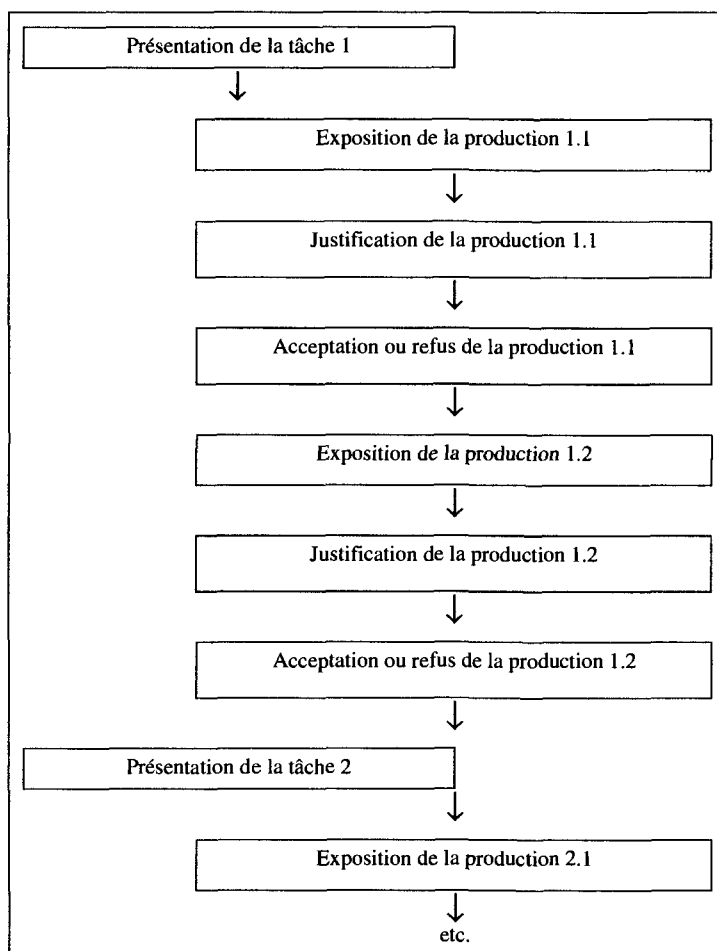 Présentation de la tâche 1
Exposition de la production 1.1
Justification de la production 1.1
Acceptation ou refus de la production 1.1
Exposition de la production 1.2
Justification de la production 1.2
Acceptation ou refus de la production 1.2
Présentation de la tâche 2
Exposition de la production 2.1
etc.